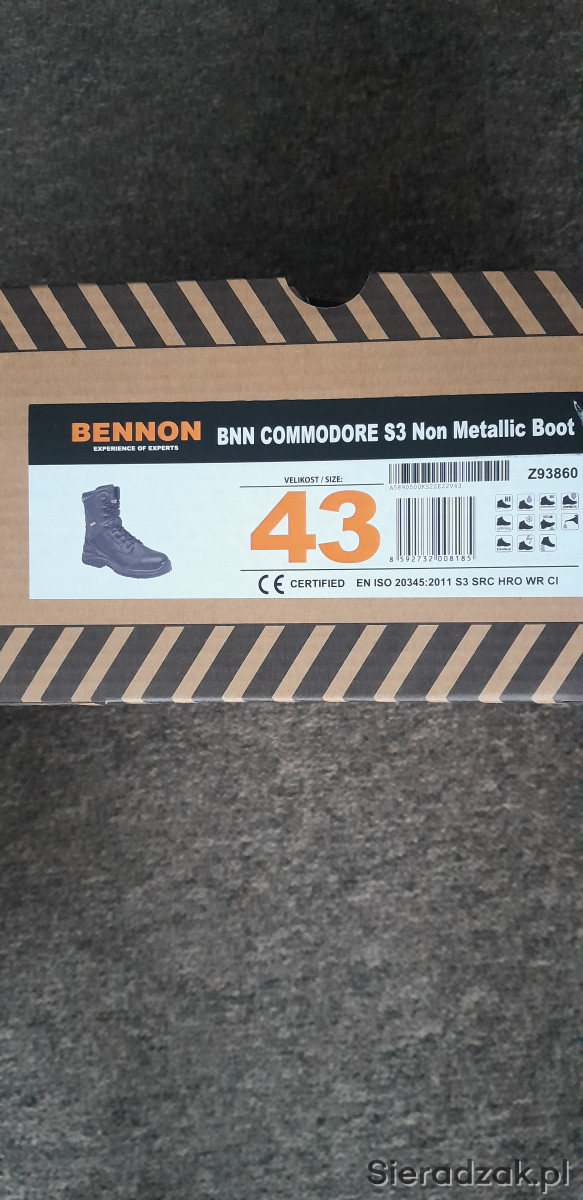 BENNON
EXPERIENCE OF EXPERTS
BNN COMMODORE S3 Non Metallic Boot
VELIKOST / SIZE:
43
Z93860
8 592732 008185
CE CERTIFIED EN ISO 20345:2011 S3 SRC HRO WR CI
Sieradzak.pl